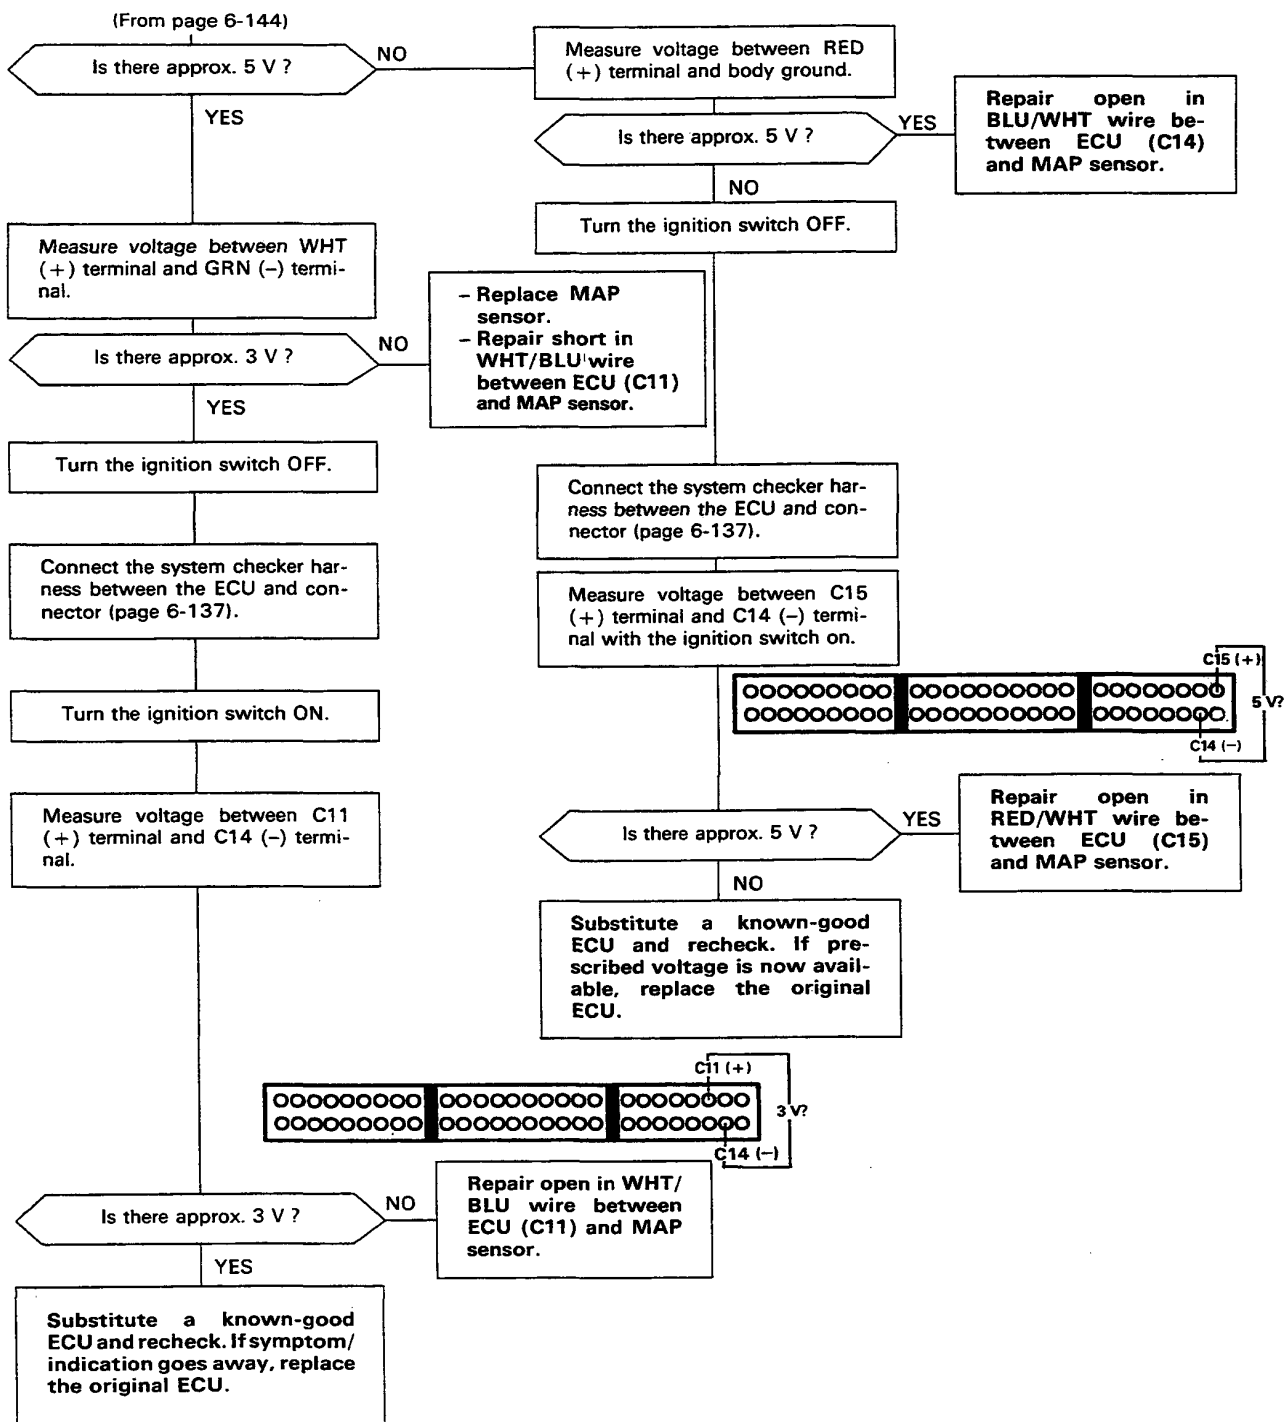 (From page 6-144)
Is there approx. 5 V ?
NO
YES
Measure voltage between RED
(+) terminal and body ground.
Is there approx. 5 V ?
YES
NO
Repair open in
BLU/WHT wire be-
tween ECU (C14)
and MAP sensor.
Turn the ignition switch OFF.
Measure voltage between WHT
(+) terminal and GRN (–) termi-
nal.
Is there approx. 3 V ?
NO
YES
– Replace MAP
sensor.
– Repair short in
WHT/BLU wire
between ECU (C11)
and MAP sensor.
Turn the ignition switch OFF.
Connect the system checker har-
ness between the ECU and con-
nector (page 6-137).
Turn the ignition switch ON.
Measure voltage between C11
(+) terminal and C14 (–) termi-
nal.
Connect the system checker har-
ness between the ECU and con-
nector (page 6-137).
Measure voltage between C15
(+) terminal and C14 (–) termi-
nal with the ignition switch on.
C15 (+)
5 V?
C14 (–)
Is there approx. 5 V ?
YES
NO
Repair open in
RED/WHT wire be-
tween ECU (C15)
and MAP sensor.
Substitute a known-good
ECU and recheck. If pre-
scribed voltage is now avail-
able, replace the original
ECU.
C11 (+)
3 V?
C14 (–)
Is there approx. 3 V ?
NO
YES
Repair open in WHT/
BLU wire between
ECU (C11) and MAP
sensor.
Substitute a known-good
ECU and recheck. If symptom/
indication goes away, replace
the original ECU.